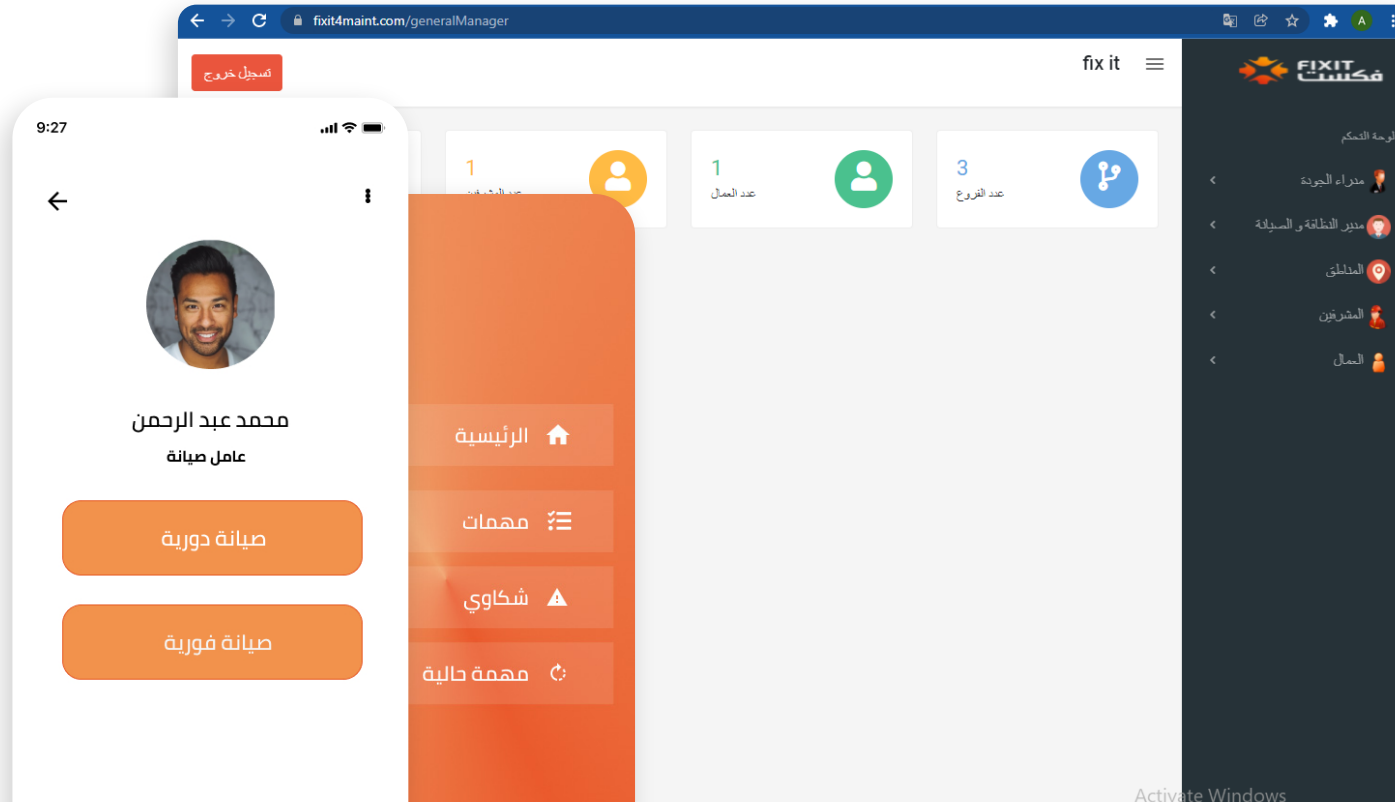 fixit4maint.com/generalManager
A
تسجيل خروج
fix it
FIXIT
فكست
لوحة التحكم
مدراء الجودة
مدير النظافة و الصيانة
المناطق
المشرفين
العمال
3
عدد الفروع
1
عدد العمال
1
عدد المشرفين
9:27
محمد عبد الرحمن
عامل صيانة
صيانة دورية
صيانة فورية
الرئيسية
مهمات
شكاوي
مهمة حالية
Activate Windows